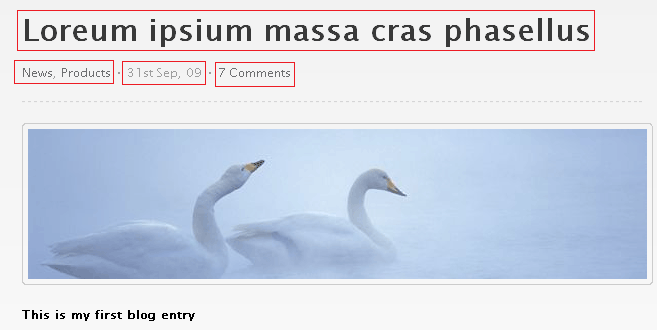 Loreum ipsium massa cras phasellus
News, Products · 31st Sep, 09 · 7 Comments
This is my first blog entry